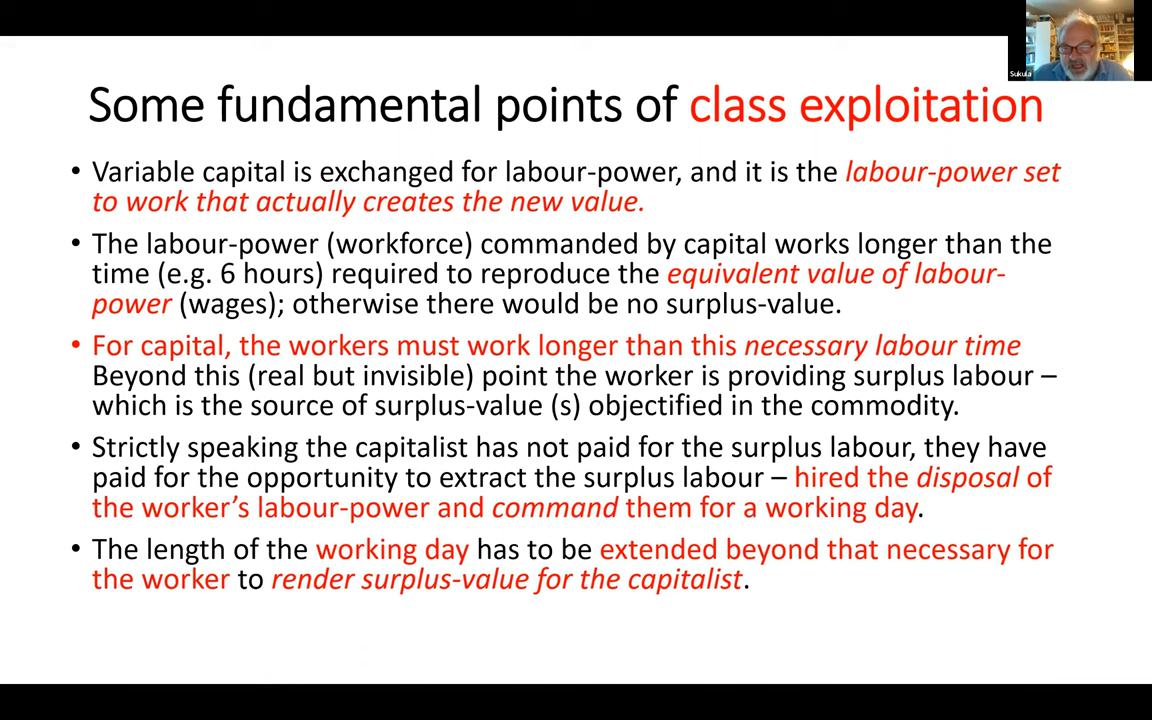 Sukula
Some fundamental points of class exploitation
• Variable capital is exchanged for labour-power, and it is the labour-power set
to work that actually creates the new value.
• The labour-power (workforce) commanded by capital works longer than the
time (e.g. 6 hours) required to reproduce the equivalent value of labour-
power (wages); otherwise there would be no surplus-value.
• For capital, the workers must work longer than this necessary labour time
Beyond this (real but invisible) point the worker is providing surplus labour –
which is the source of surplus-value (s) objectified in the commodity.
• Strictly speaking the capitalist has not paid for the surplus labour, they have
paid for the opportunity to extract the surplus labour – hired the disposal of
the worker’s labour-power and command them for a working day.
• The length of the working day has to be extended beyond that necessary for
the worker to render surplus-value for the capitalist.